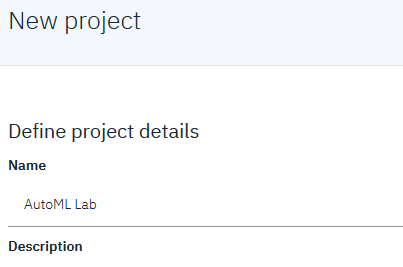 New project
Define project details
Name
AutoML Lab
Description